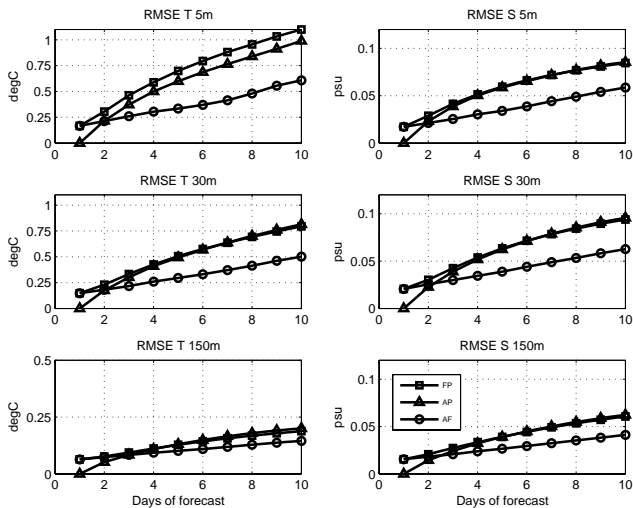 RMSE T 5m
degC
1
0.75
0.5
0.25
0
0 2 4 6 8 10
RMSE S 5m
psu
0.1
0.05
0
0 2 4 6 8 10
RMSE T 30m
degC
1
0.75
0.5
0.25
0
0 2 4 6 8 10
RMSE S 30m
psu
0.1
0.05
0
0 2 4 6 8 10
RMSE T 150m
degC
0.5
0.25
0
0 2 4 6 8 10
Days of forecast
RMSE S 150m
psu
0.1
0.05
0
0 2 4 6 8 10
Days of forecast
FP
AP
AF